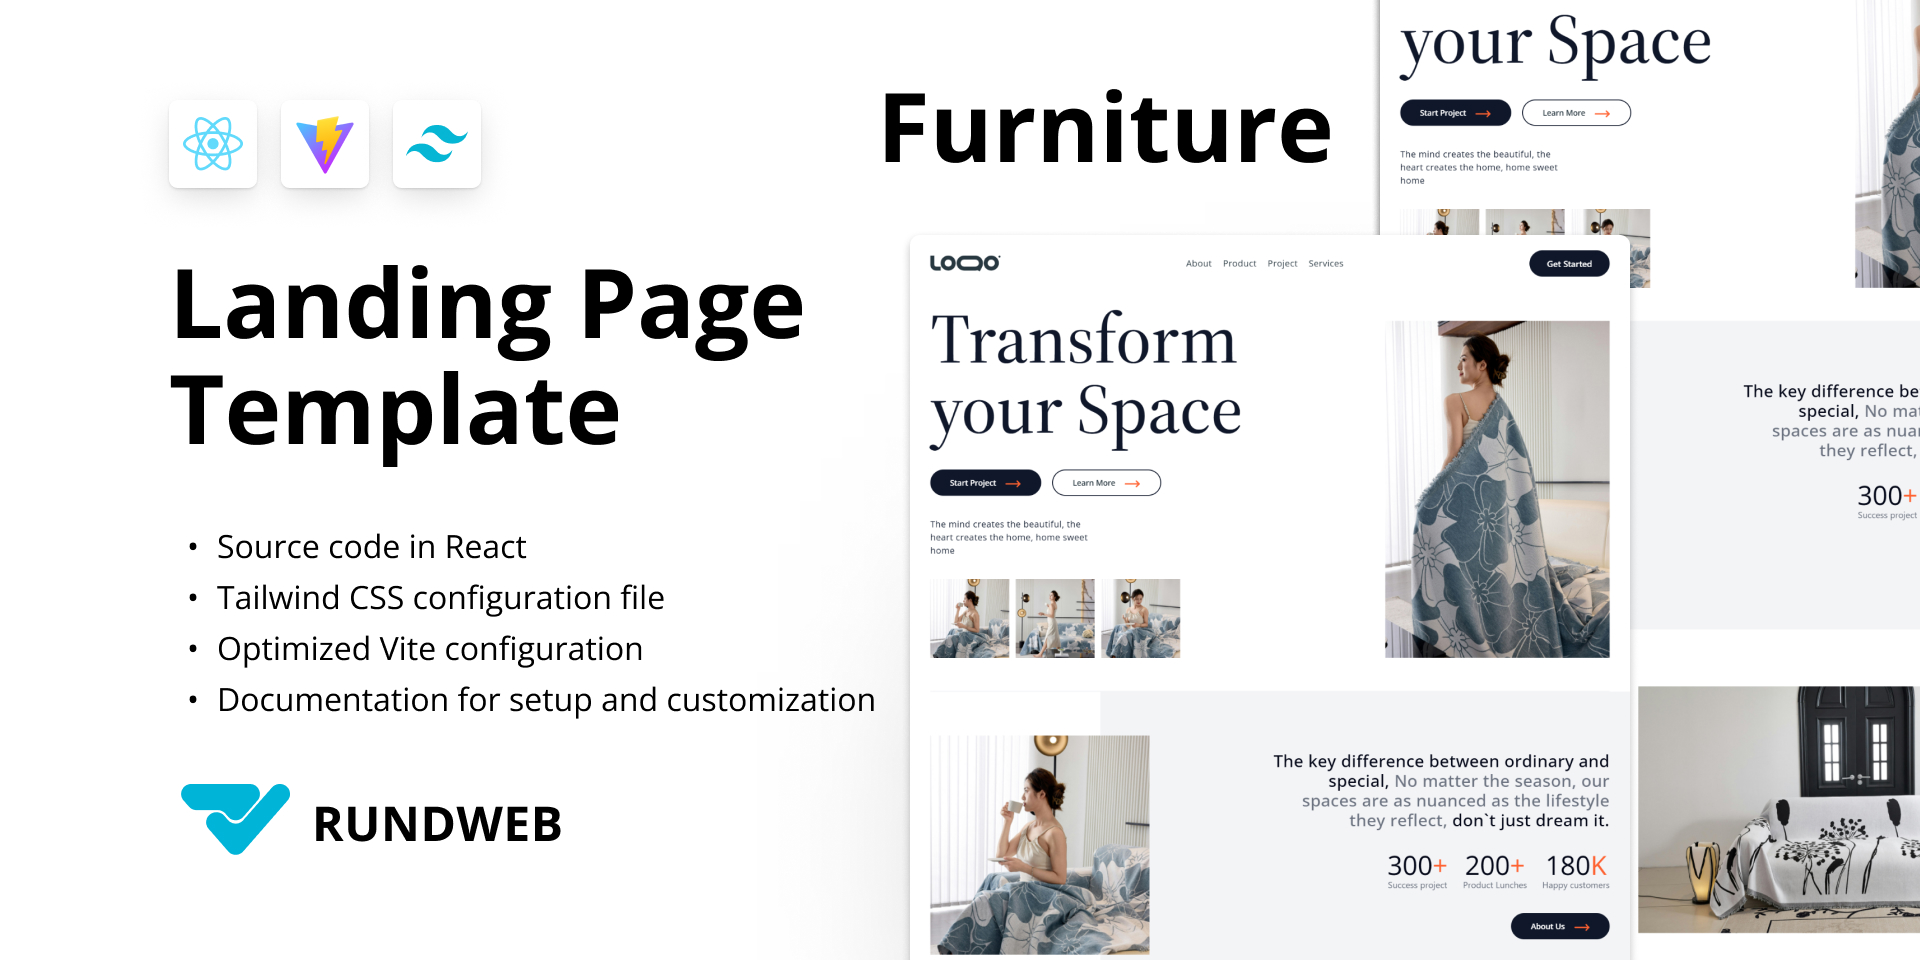 Landing Page
Template
• Source code in React
• Tailwind CSS configuration file
• Optimized Vite configuration
• Documentation for setup and customization
RUNDWEB
Furniture
LOQO
About Product Project Services
Get Started
Transform
your Space
Start Project
Learn More
The mind creates the beautiful, the
heart creates the home, home sweet
home
The key difference between ordinary and
special, No matter the season, our
spaces are as nuanced as the lifestyle
they reflect, don`t just dream it.
300+ 200+ 180K
Success project Product Lunches Happy customers
About Us
your Space
Start Project
Learn More
The mind creates the beautiful, the
heart creates the home, home sweet
home
The key difference be
special, No mat
spaces are as nuan
they reflect,
300+
Success project